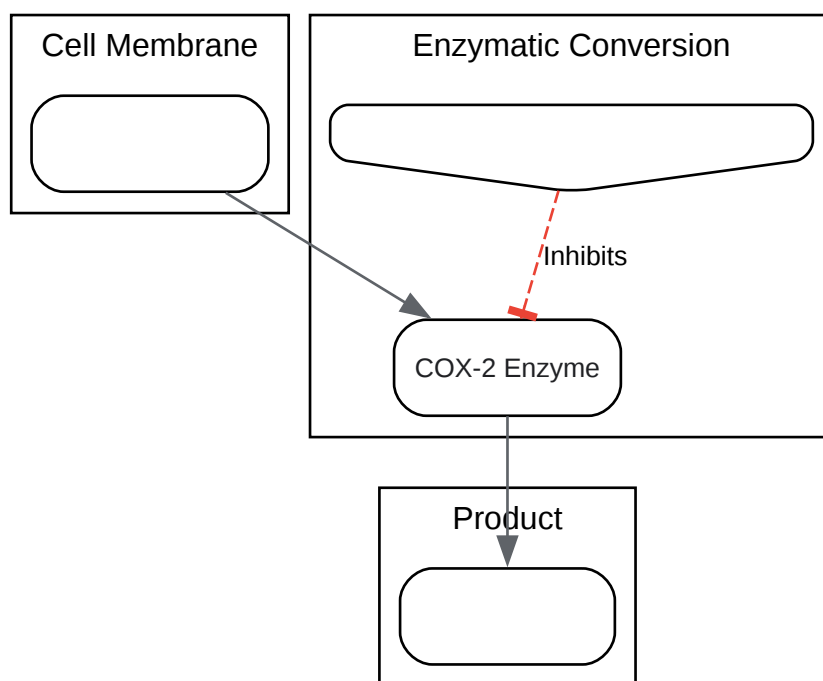 Cell Membrane
Enzymatic Conversion
Inhibits
COX-2 Enzyme
Product